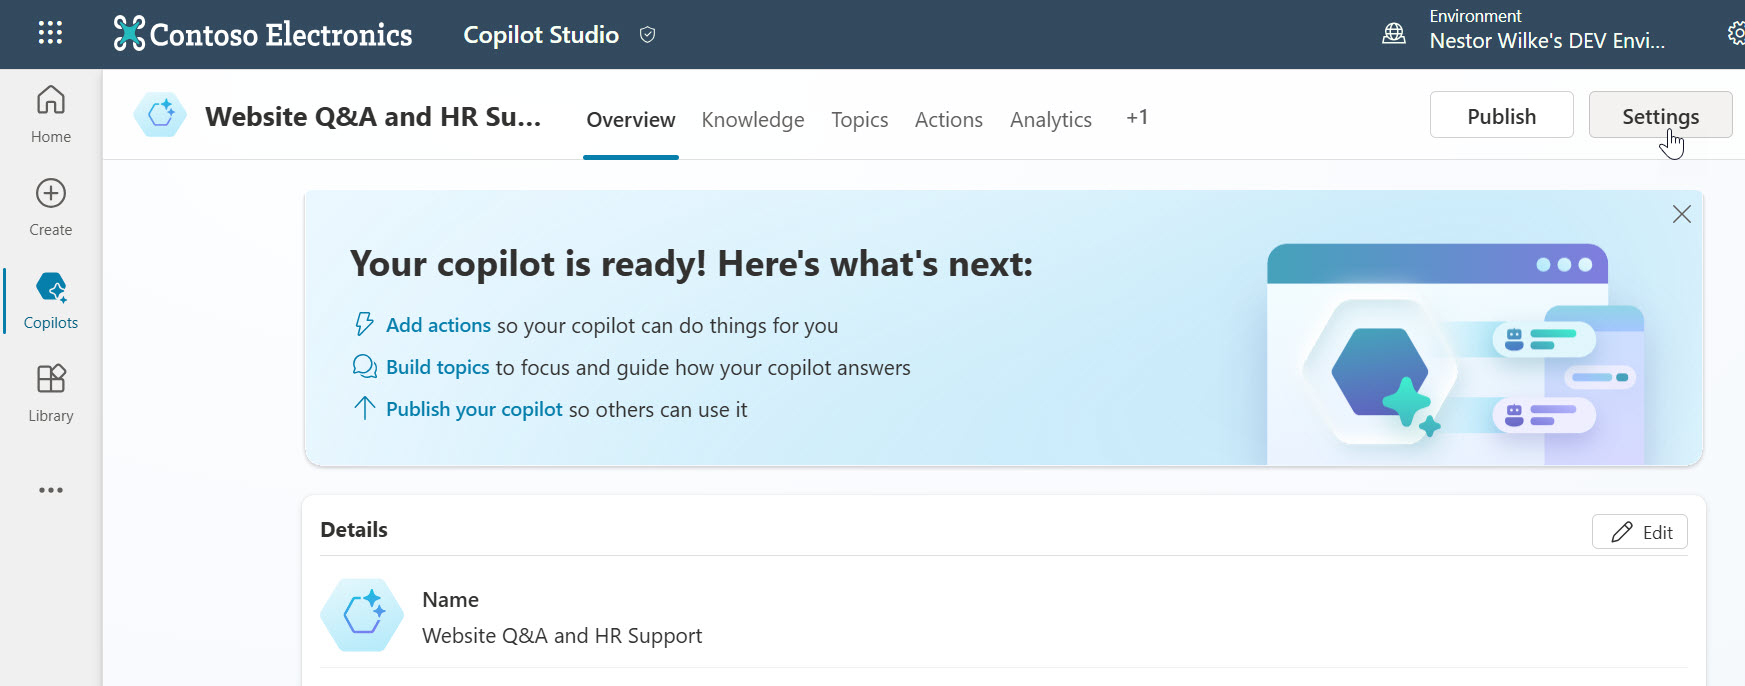 Contoso Electronics
Copilot Studio
Environment
Nestor Wilke's DEV Envi...
Home
Create
Copilots
Library
Website Q&A and HR Su...
Overview
Knowledge
Topics
Actions
Analytics
+1
Publish
Settings
Your copilot is ready! Here's what's next:
Add actions so your copilot can do things for you
Build topics to focus and guide how your copilot answers
Publish your copilot so others can use it
Details
Edit
Name
Website Q&A and HR Support